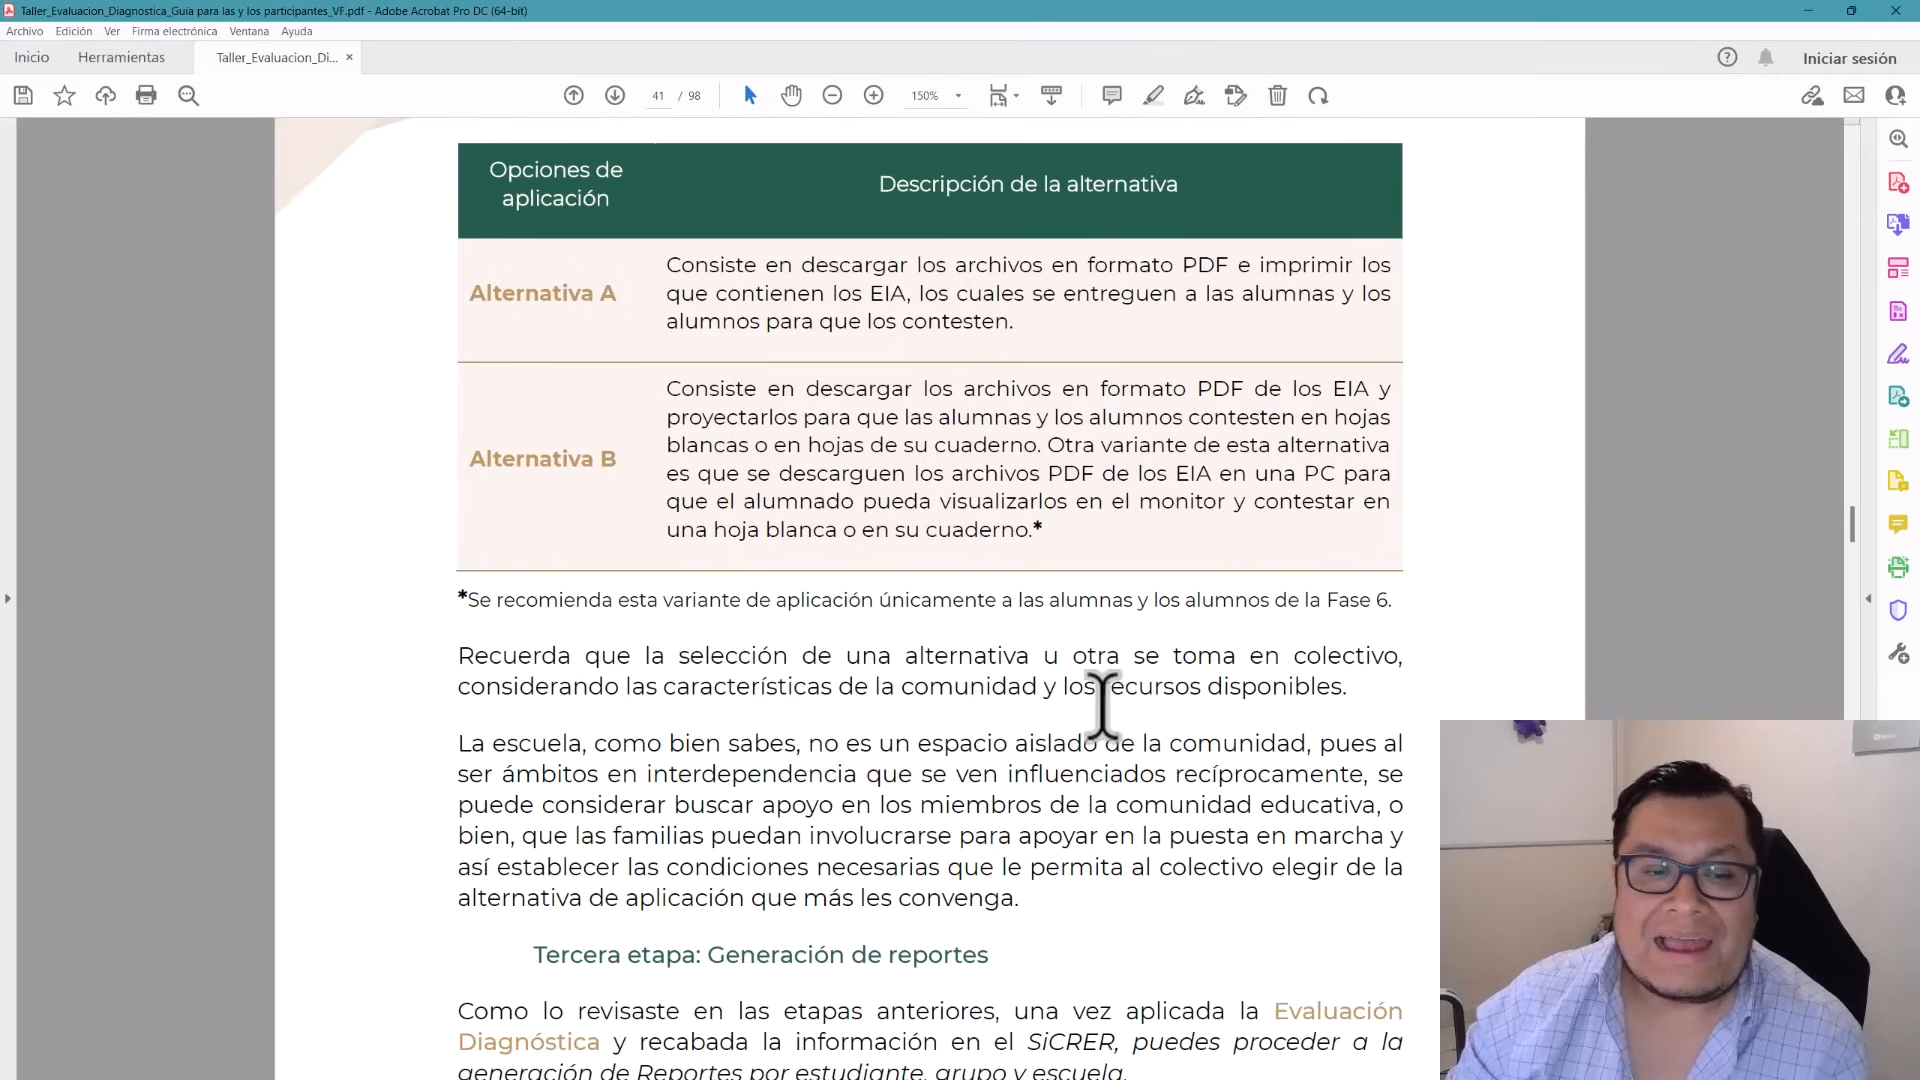 Taller_Evaluacion_Diagnostica_Guía para las y los participantes_VF.pdf - Adobe Acrobat Pro DC (64-bit)
Archivo Edición Ver Firma electrónica Ventana Ayuda
Inicio Herramientas Taller_Evaluacion_Di... × Iniciar sesión
41 / 98 150%
Opciones de
aplicación
Descripción de la alternativa
Alternativa A
Consiste en descargar los archivos en formato PDF e imprimir los
que contienen los EIA, los cuales se entreguen a las alumnas y los
alumnos para que los contesten.
Alternativa B
Consiste en descargar los archivos en formato PDF de los EIA y
proyectarlos para que las alumnas y los alumnos contesten en hojas
blancas o en hojas de su cuaderno. Otra variante de esta alternativa
es que se descarguen los archivos PDF de los EIA en una PC para
que el alumnado pueda visualizarlos en el monitor y contestar en
una hoja blanca o en su cuaderno.*
*Se recomienda esta variante de aplicación únicamente a las alumnas y los alumnos de la Fase 6.
Recuerda que la selección de una alternativa u otra se toma en colectivo,
considerando las características de la comunidad y los recursos disponibles.
La escuela, como bien sabes, no es un espacio aislado de la comunidad, pues al
ser ámbitos en interdependencia que se ven influenciados recíprocamente, se
puede considerar buscar apoyo en los miembros de la comunidad educativa, o
bien, que las familias puedan involucrarse para apoyar en la puesta en marcha y
así establecer las condiciones necesarias que le permita al colectivo elegir de la
alternativa de aplicación que más les convenga.
Tercera etapa: Generación de reportes
Como lo revisaste en las etapas anteriores, una vez aplicada la Evaluación
Diagnóstica y recabada la información en el SiCRER, puedes proceder a la
generación de Reportes por estudiante, grupo y escuela.